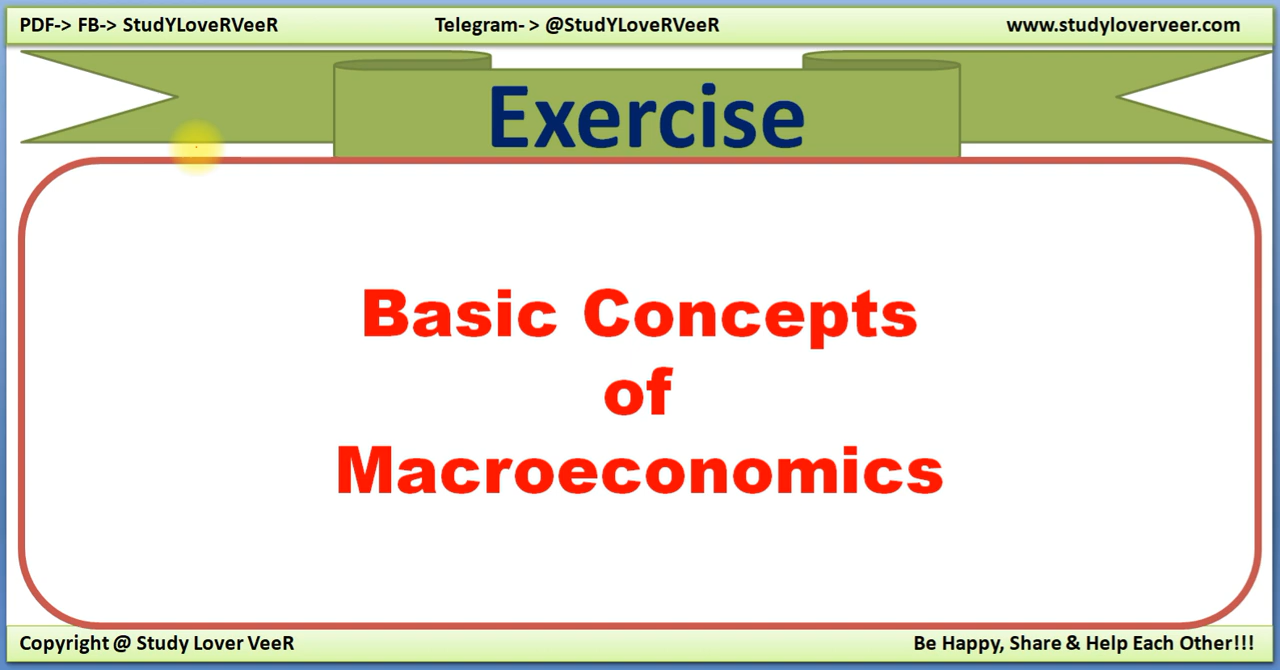 PDF-> FB-> StudYLoveRVeeR Telegram- > @StudYLoveRVeeR www.studyloverveer.com
Exercise
Basic Concepts
of
Macroeconomics
Copyright @ Study Lover VeeR Be Happy, Share & Help Each Other!!!